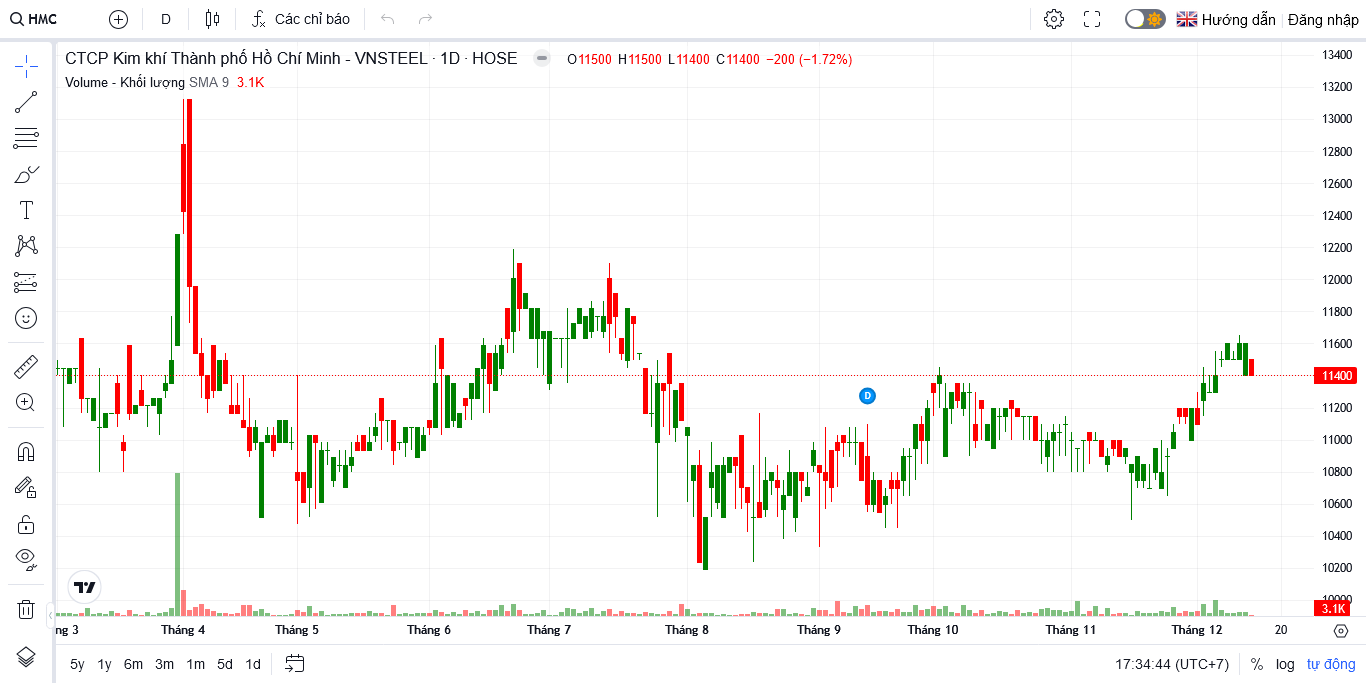 HMC D Các chỉ báo Hướng dẫn Đăng nhập
CTCP Kim khí Thành phố Hồ Chí Minh - VNSTEEL · 1D · HOSE O11500 H11500 L11400 C11400 −200 (−1.72%)
Volume - Khối lượng SMA 9 3.1K
13400
13200
13000
12800
12600
12400
12200
12000
11800
11600
11400
11200
11000
10800
10600
10400
10200
10000
3.1K
D
ng 3 Tháng 4 Tháng 5 Tháng 6 Tháng 7 Tháng 8 Tháng 9 Tháng 10 Tháng 11 Tháng 12 20
5y 1y 6m 3m 1m 5d 1d 17:34:44 (UTC+7) % log tự động